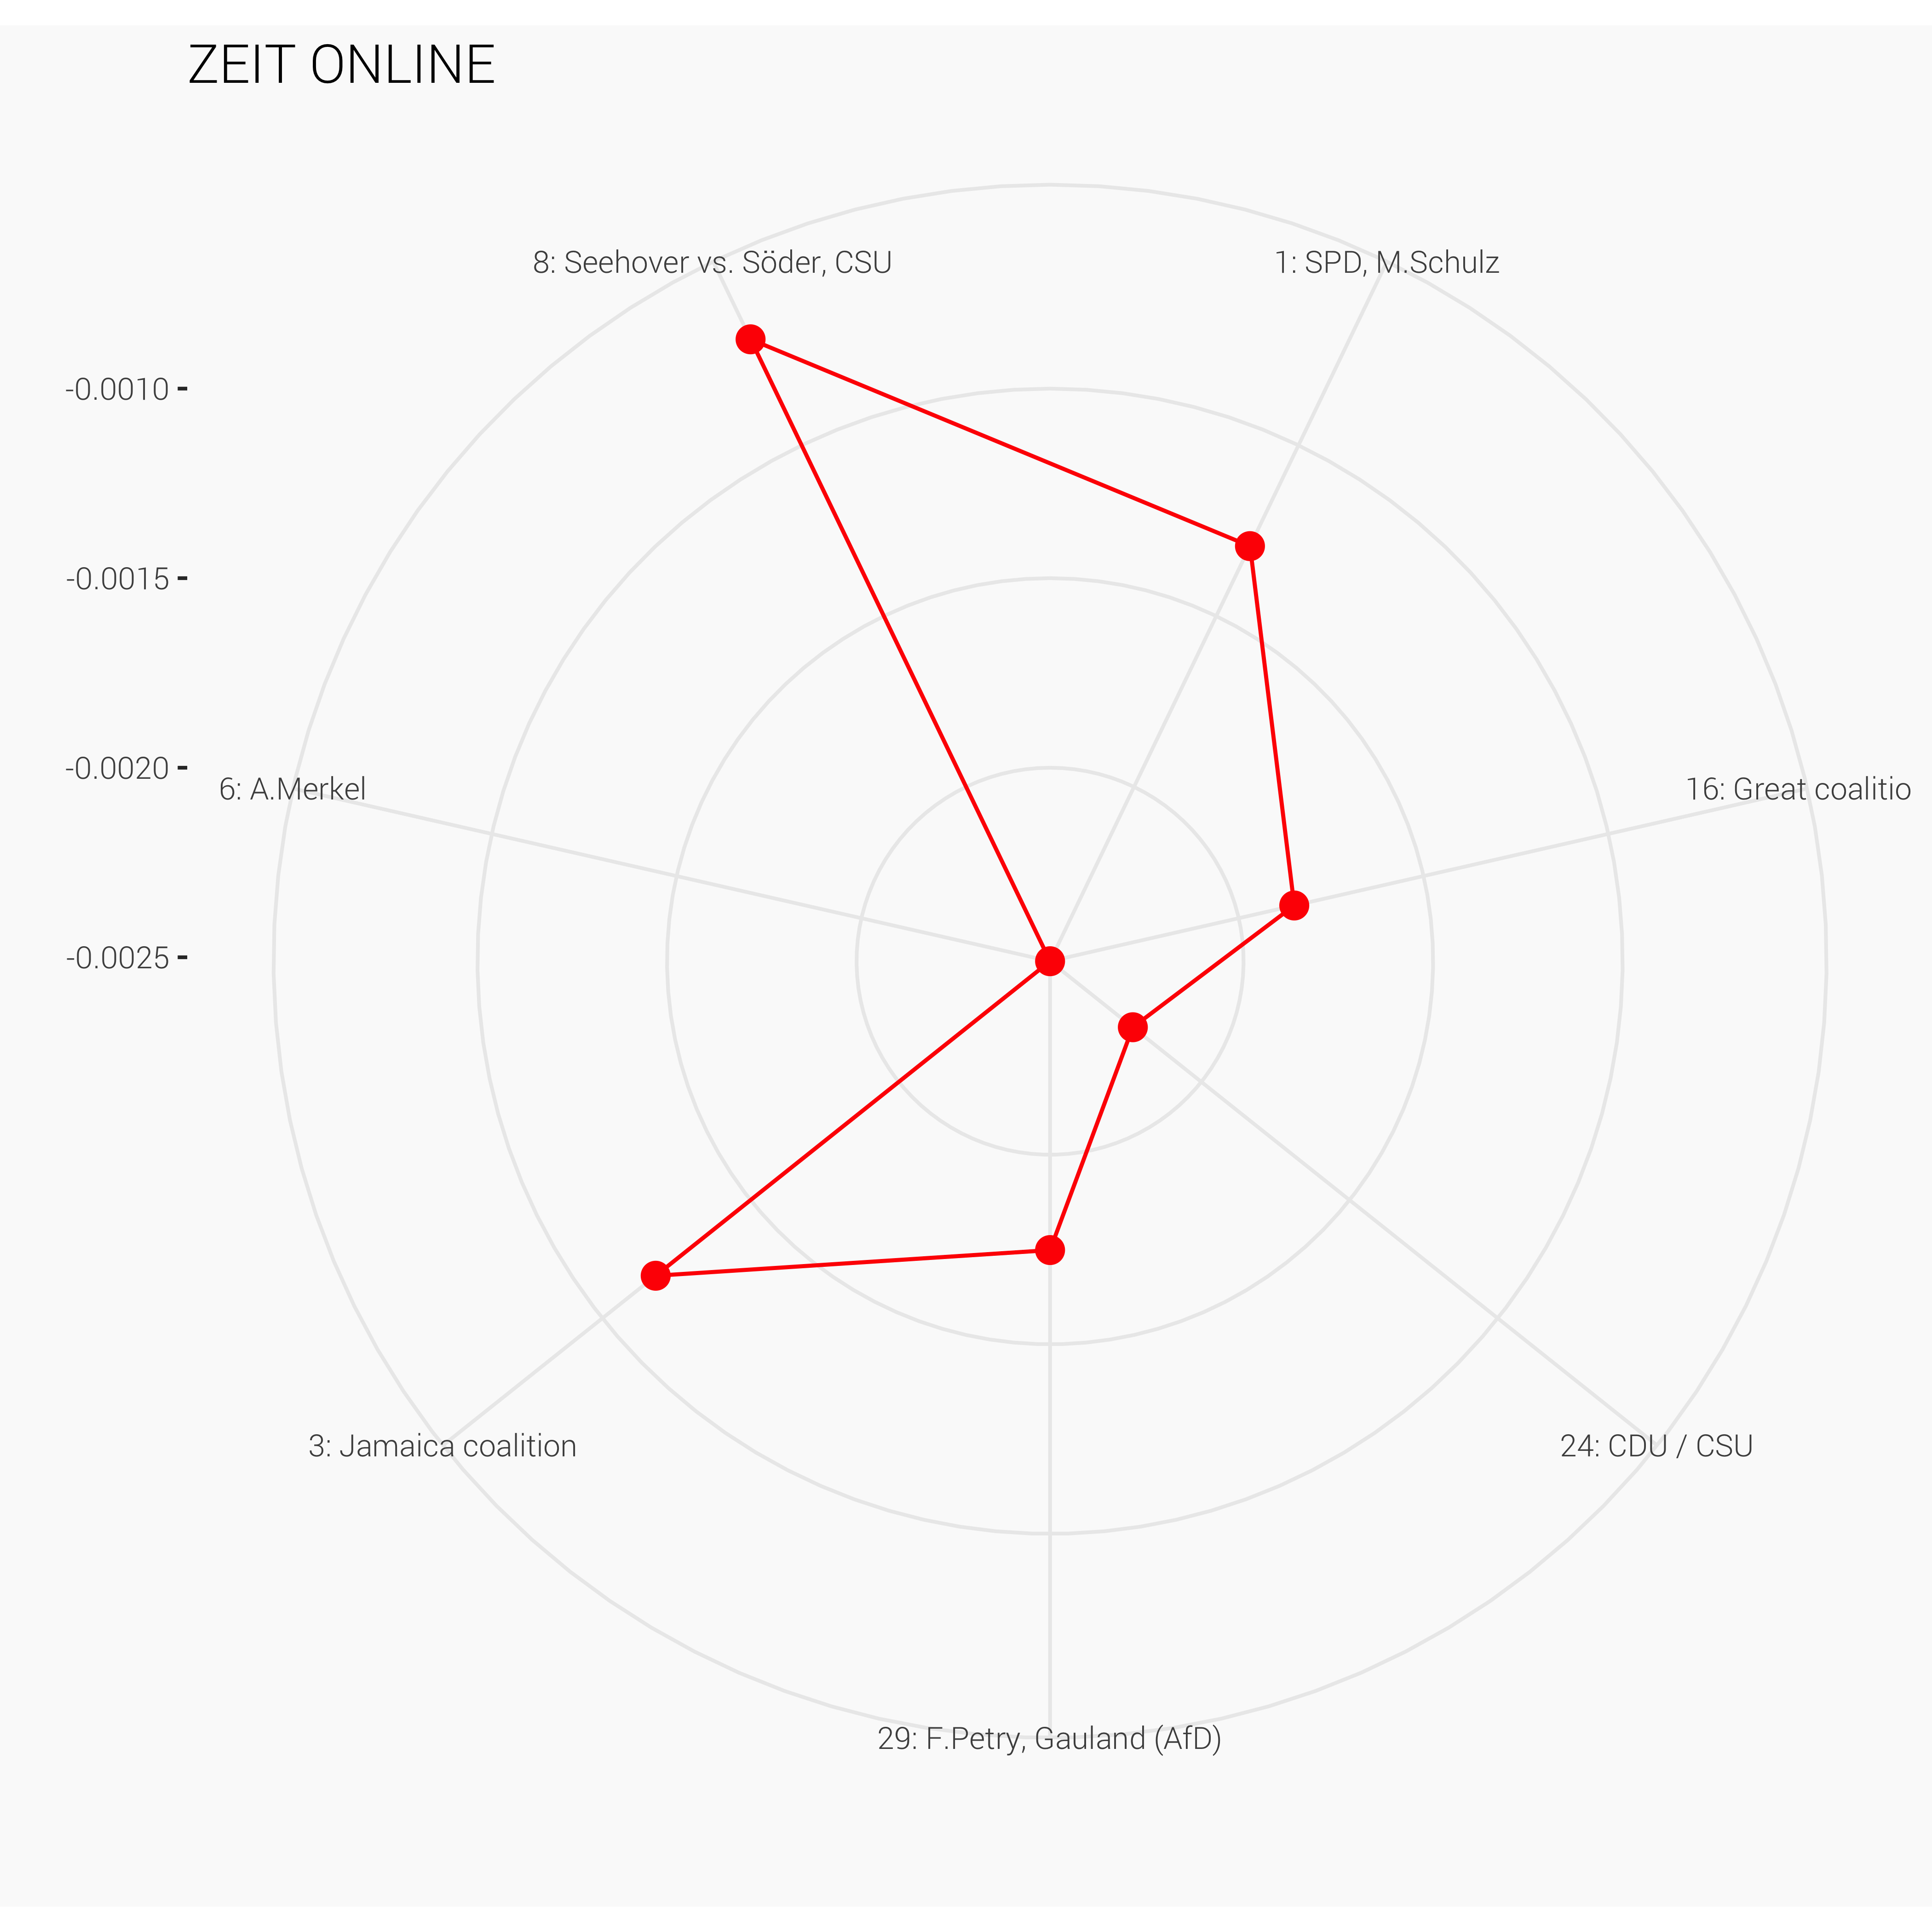 ZEIT ONLINE
8: Seehover vs. Söder, CSU
1: SPD, M.Schulz
-0.0010
-0.0015
-0.0020
6: A.Merkel
16: Great coalitio
-0.0025
3: Jamaica coalition
24: CDU / CSU
29: F.Petry, Gauland (AfD)